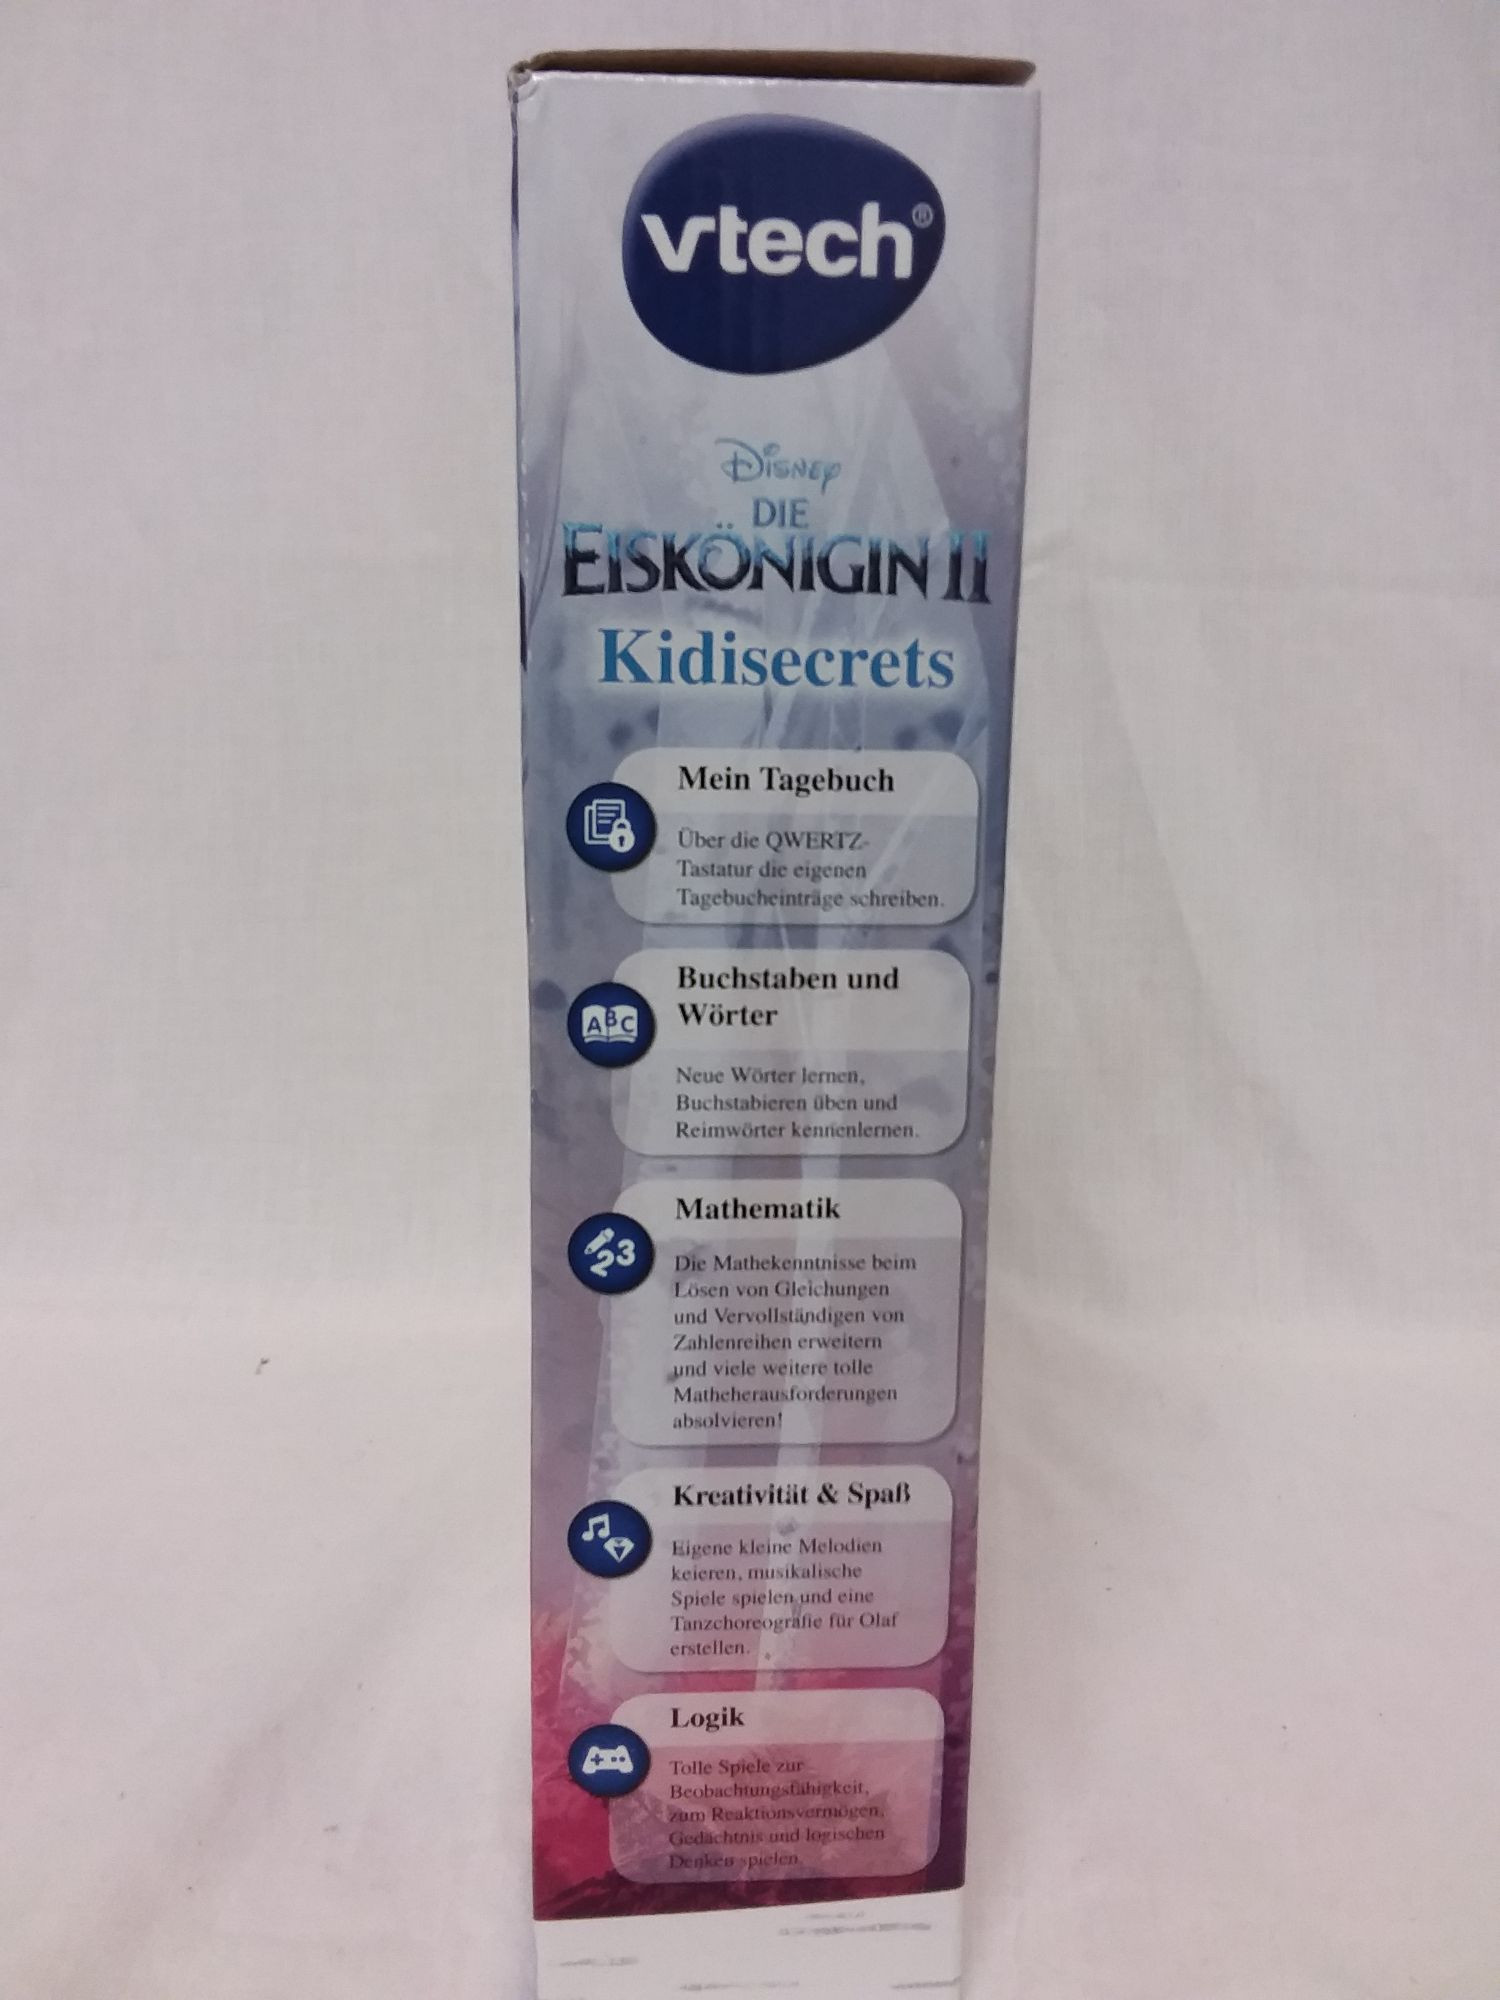 vtech®
Disney
DIE
EISKÖNIGIN II
Kidisecrets
Mein Tagebuch
Über die QWERTZ-
Tastatur die eigenen
Tagebucheinträge schreiben.
ABC
Buchstaben und
Wörter
Neue Wörter lernen,
Buchstabieren üben und
Reimwörter kennenlernen.
Mathematik
23
Die Mathekenntnisse beim
Lösen von Gleichungen
und Vervollständigen von
Zahlenreihen erweitern
und viele weitere tolle
Matheherausforderungen
absolvieren!
Kreativität & Spaß
Eigene kleine Melodien
keieren, musikalische
Spiele spielen und eine
Tanzchoreografie für Olaf
erstellen.
Logik
Tolle Spiele zur
Beobachtungsfähigkeit,
zum Reaktionsvermögen,
Gedächtnis und logischen
Denken spielen.